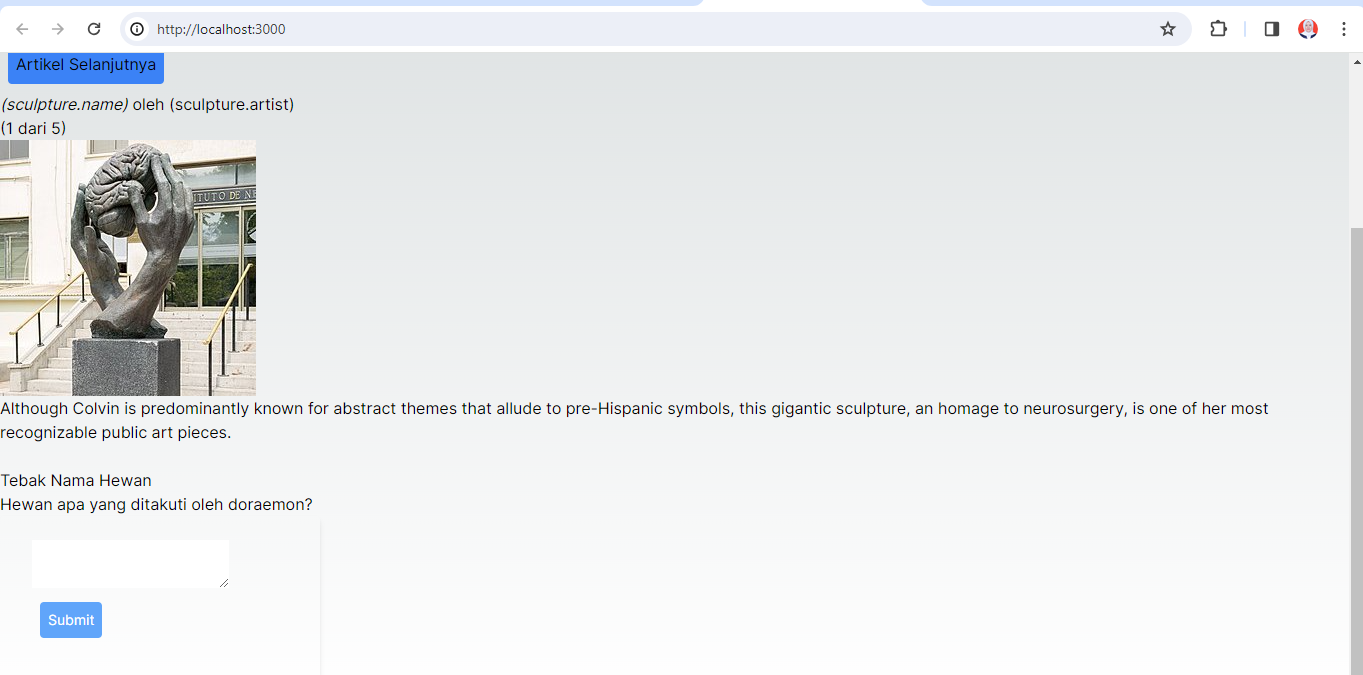 http://localhost:3000
Artikel Selanjutnya
(sculpture.name) oleh (sculpture.artist)
(1 dari 5)
TUTO DE NE
Although Colvin is predominantly known for abstract themes that allude to pre-Hispanic symbols, this gigantic sculpture, an homage to neurosurgery, is one of her most
recognizable public art pieces.
Tebak Nama Hewan
Hewan apa yang ditakuti oleh doraemon?
Submit